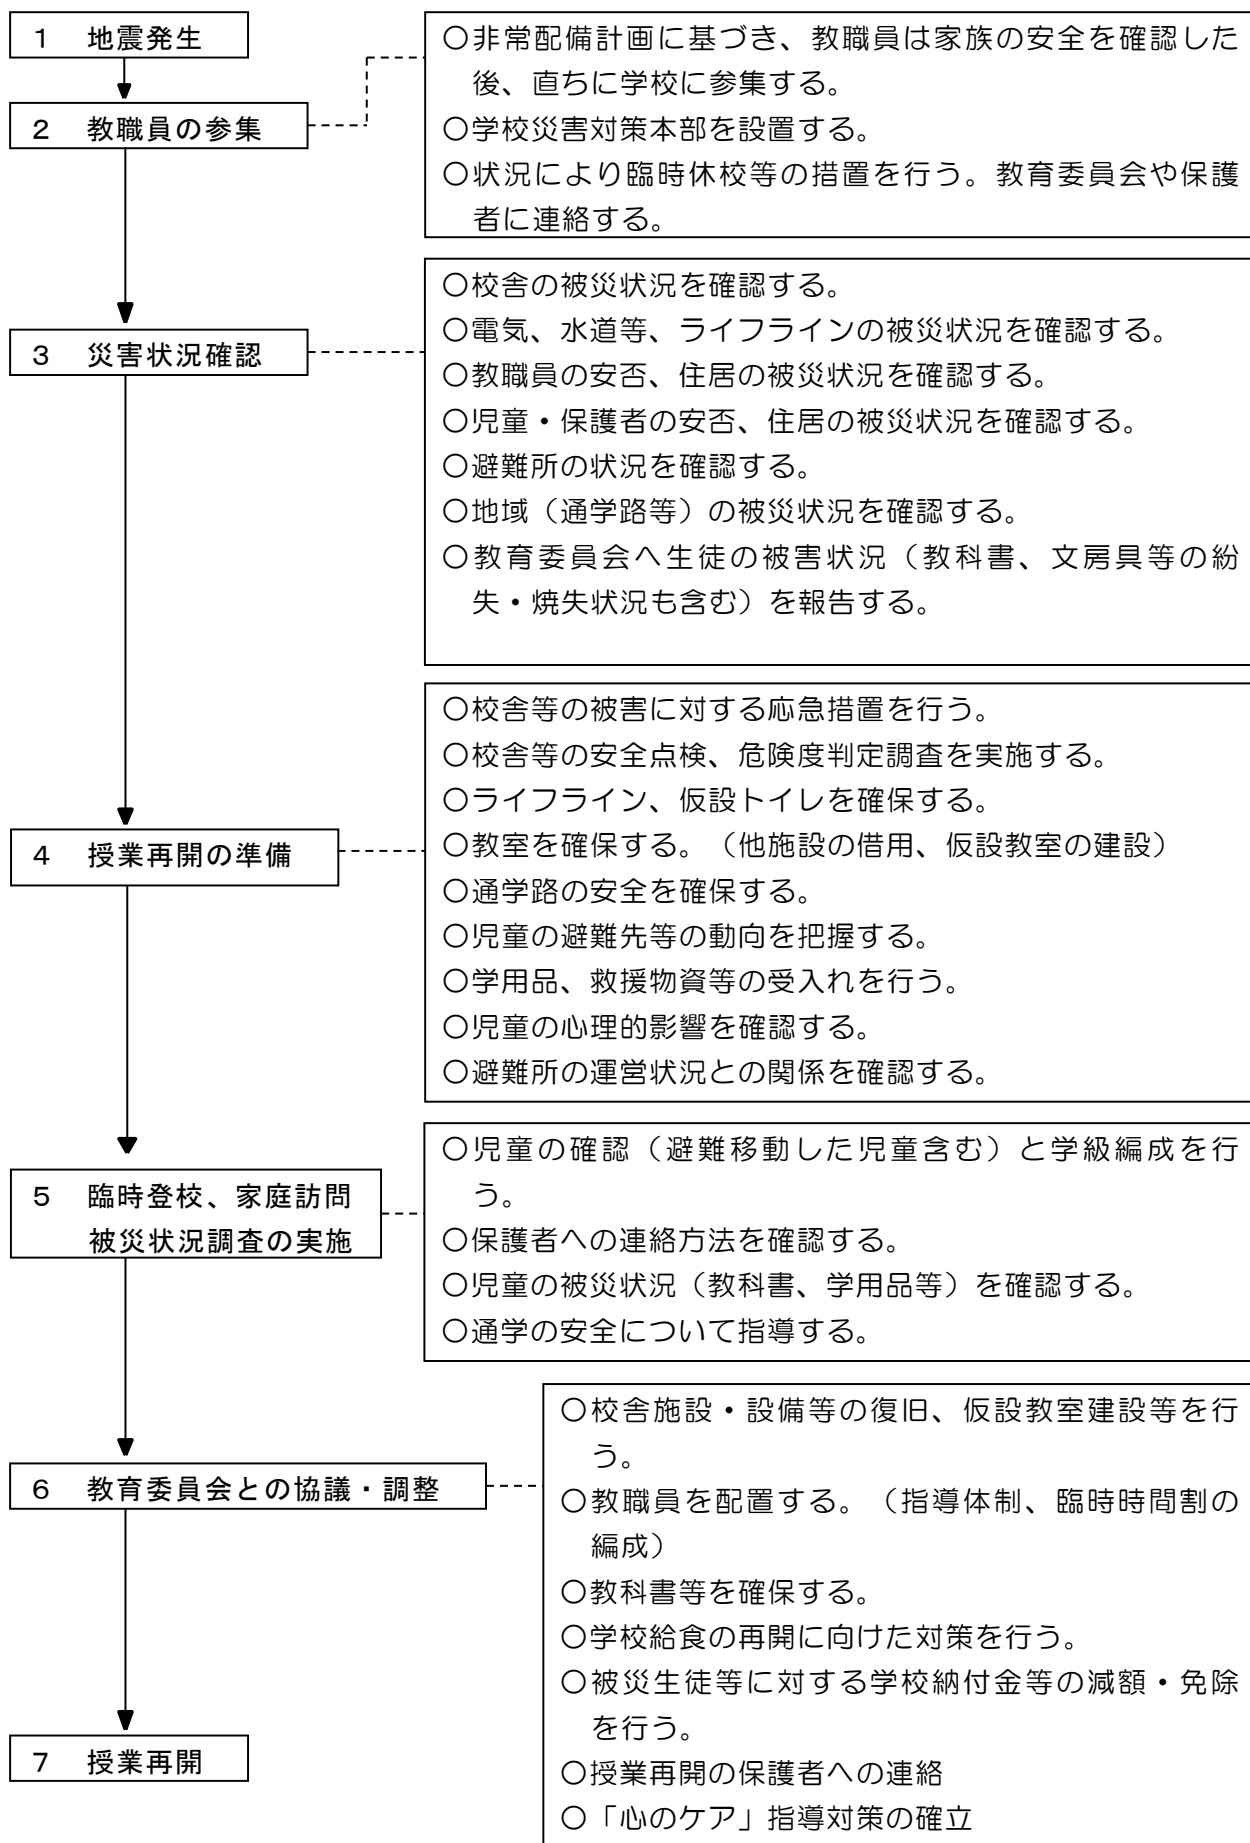 １　地震発生
○非常配備計画に基づき、教職員は家族の安全を確認した
後、直ちに学校に参集する。
○学校災害対策本部を設置する。
○状況により臨時休校等の措置を行う。教育委員会や保護
者に連絡する。
２　教職員の参集
○校舎の被災状況を確認する。
○電気、水道等、ライフラインの被災状況を確認する。
○教職員の安否、住居の被災状況を確認する。
○児童・保護者の安否、住居の被災状況を確認する。
○避難所の状況を確認する。
○地域（通学路等）の被災状況を確認する。
○教育委員会へ生徒の被害状況（教科書、文房具等の紛
失・焼失状況も含む）を報告する。
３　災害状況確認
○校舎等の被害に対する応急措置を行う。
○校舎等の安全点検、危険度判定調査を実施する。
○ライフライン、仮設トイレを確保する。
○教室を確保する。（他施設の借用、仮設教室の建設）
○通学路の安全を確保する。
○児童の避難先等の動向を把握する。
○学用品、救援物資等の受入れを行う。
○児童の心理的影響を確認する。
○避難所の運営状況との関係を確認する。
４　授業再開の準備
○児童の確認（避難移動した児童含む）と学級編成を行
う。
○保護者への連絡方法を確認する。
○児童の被災状況（教科書、学用品等）を確認する。
○通学の安全について指導する。
５　臨時登校、家庭訪問
被災状況調査の実施
○校舎施設・設備等の復旧、仮設教室建設等を行
う。
○教職員を配置する。（指導体制、臨時時間割の
編成）
○教科書等を確保する。
○学校給食の再開に向けた対策を行う。
○被災生徒等に対する学校納付金等の減額・免除
を行う。
○授業再開の保護者への連絡
○「心のケア」指導対策の確立
６　教育委員会との協議・調整
７　授業再開